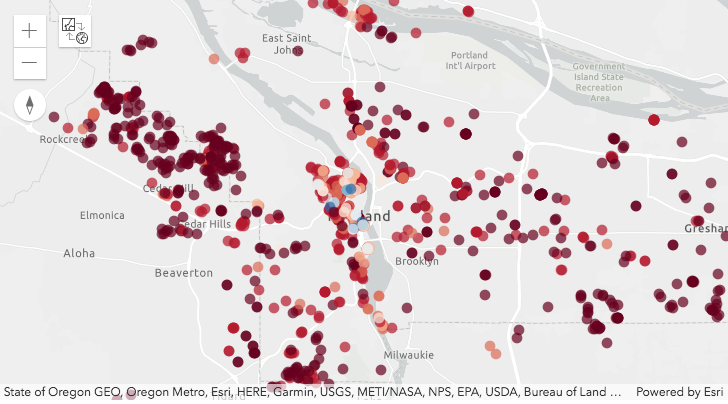 East Saint
Johns
Portland
Int'l Airport
Government
Island State
Recreation
Area
Rockcreek
Cedar Mill
Elmonica
Cedar Hills
land
Gresham
Aloha
Beaverton
Brooklyn
Milwaukie
State of Oregon GEO, Oregon Metro, Esri, HERE, Garmin, USGS, METI/NASA, NPS, EPA, USDA, Bureau of Land ...
Powered by Esri